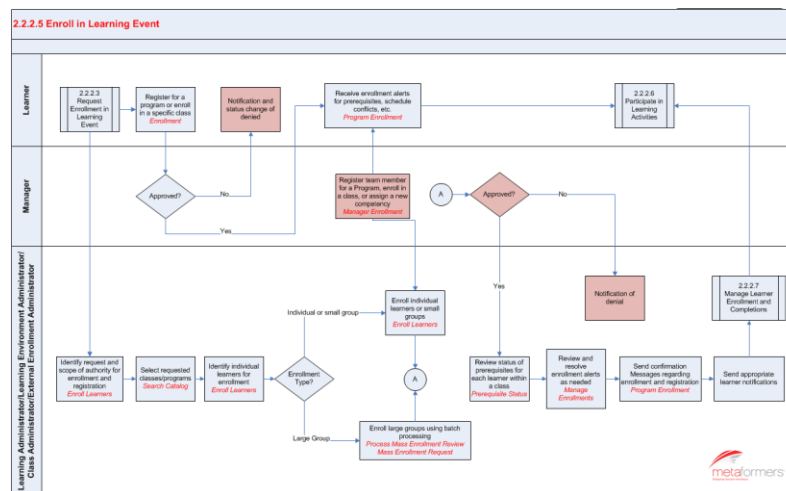 2.2.2.5 Enroll in Learning Event
Learner
2.2.2.3
Request
Enrollment in
Learning
Event
Register for a
program or enroll
in a specific class
Enrollment
Notification and
status change of
denied
Receive enrollment alerts
for prerequisites, schedule
conflicts, etc.
Program Enrollment
2.2.2.6
Participate in
Learning
Activities
Manager
Approved?
No
Yes
Register team member
for a Program, enroll in
a class, or assign a new
competency
Manager Enrollment
A
Approved?
No
Yes
Learning Administrator/Learning Environment Administrator/
Class Administrator/External Enrollment Administrator
Identify request and
scope of authority for
enrollment and
registration
Enroll Learners
Select requested
classes/programs
Search Catalog
Identify individual
learners for
enrollment
Enroll Learners
Enrollment
Type?
Individual or small group
Large Group
Enroll individual
learners or small
groups
Enroll Learners
A
Enroll large groups using batch
processing
Process Mass Enrollment Review
Mass Enrollment Request
Notification of
denial
2.2.2.7
Manage Learner
Enrollment and
Completions
Review status of
prerequisites for
each learner within
a class
Prerequisite Status
Review and
resolve
enrollment alerts
as needed
Manage
Enrollments
Send confirmation
Messages regarding
enrollment and registration
Program Enrollment
Send appropriate
learner notifications
metaformers